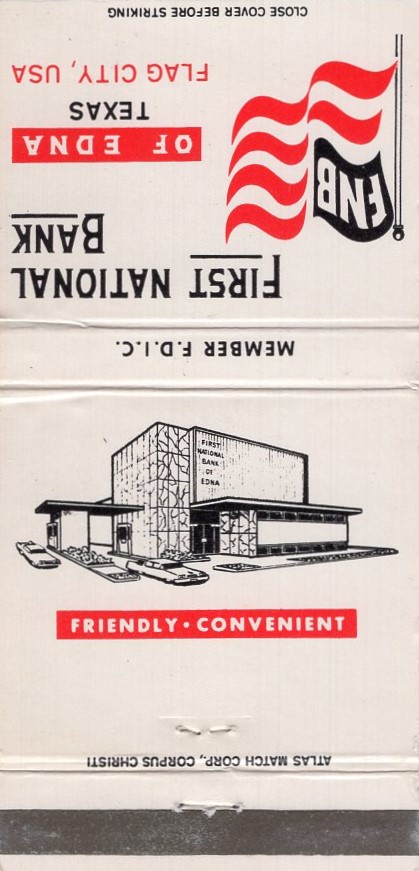 CLOSE COVER BEFORE STRIKING
FNB
FIRST NATIONAL
BANK
OF EDNA
TEXAS
FLAG CITY, USA
MEMBER F.D.I.C.
FIRST
NATIONAL
BANK
OF
EDNA
FRIENDLY · CONVENIENT
ATLAS MATCH CORP., CORPUS CHRISTI